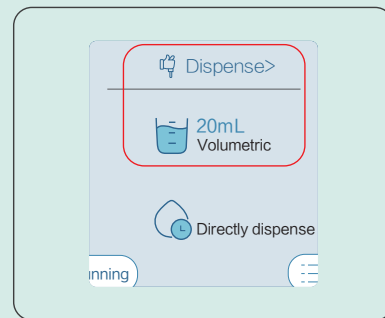 Dispense>
20mL
Volumetric
Directly dispense
nning